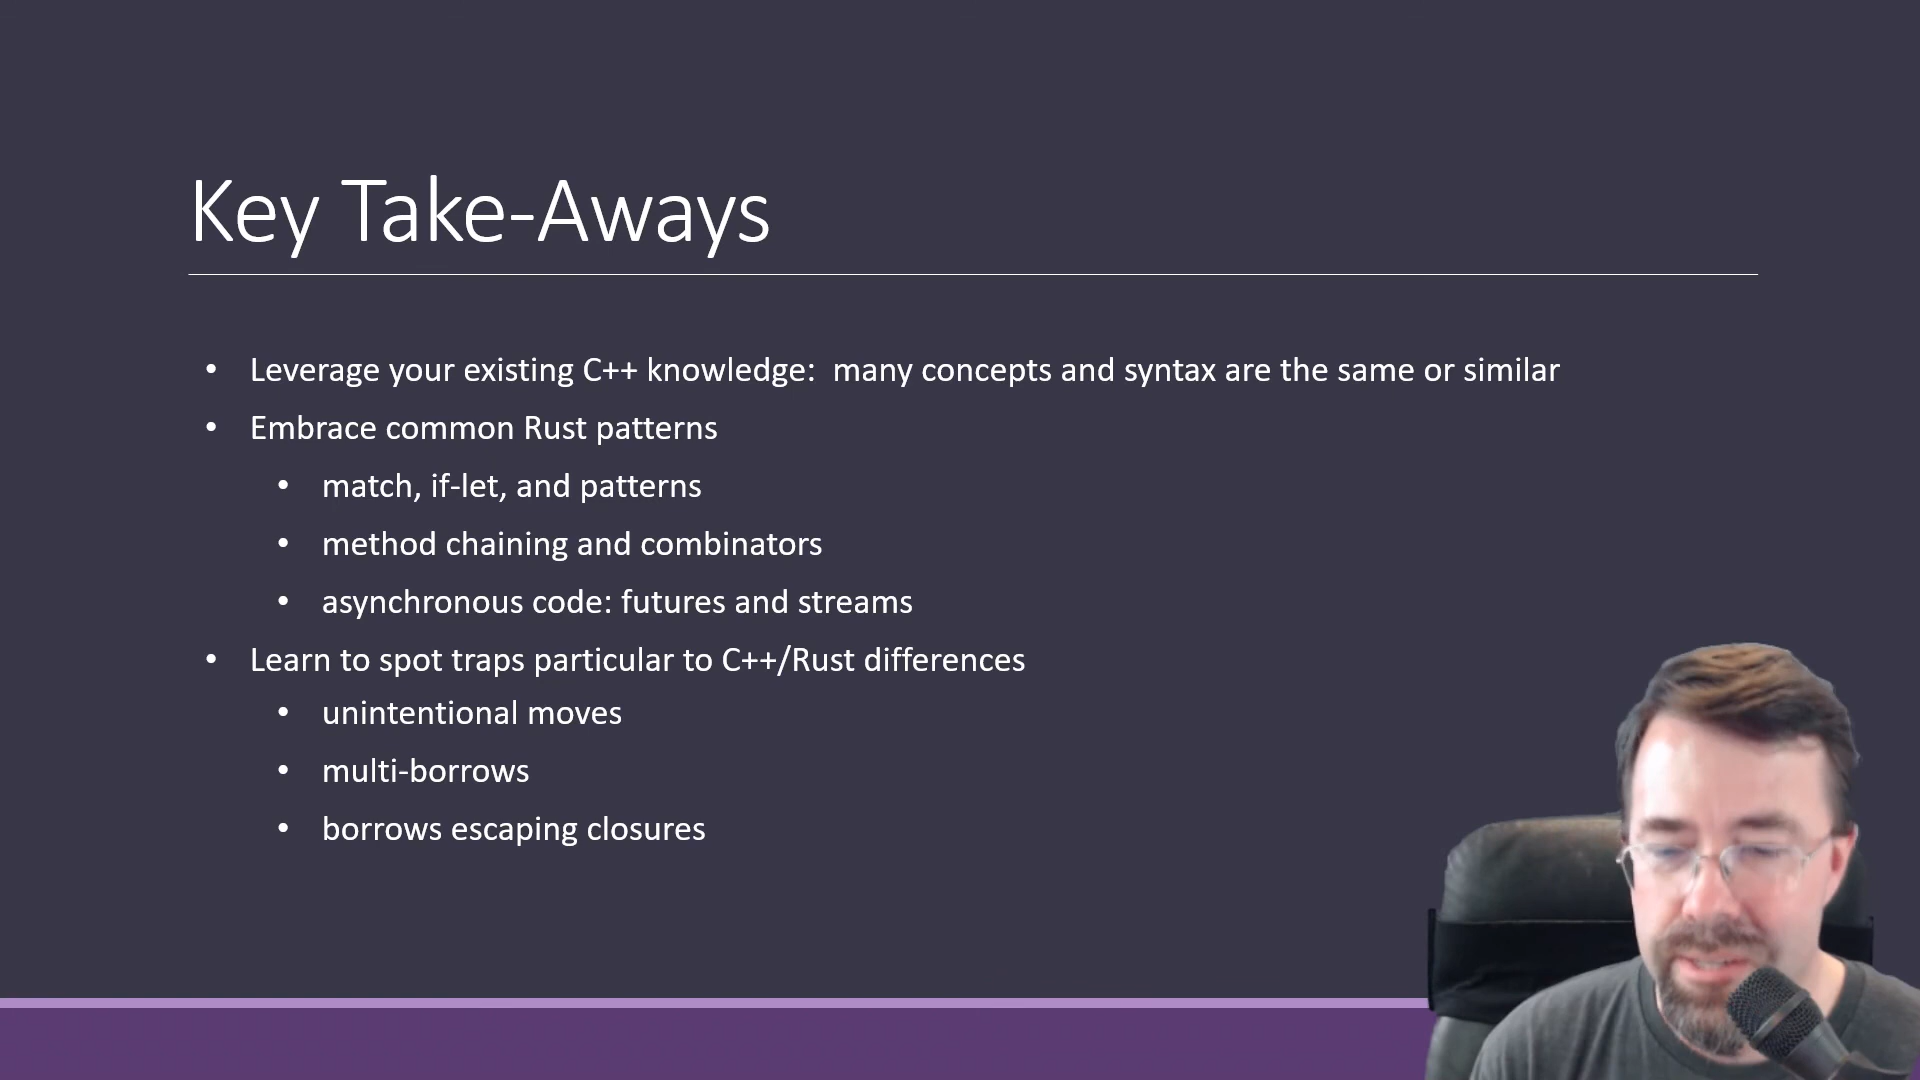 Key Take-Aways
• Leverage your existing C++ knowledge:  many concepts and syntax are the same or similar
• Embrace common Rust patterns
• match, if-let, and patterns
• method chaining and combinators
• asynchronous code: futures and streams
• Learn to spot traps particular to C++/Rust differences
• unintentional moves
• multi-borrows
• borrows escaping closures